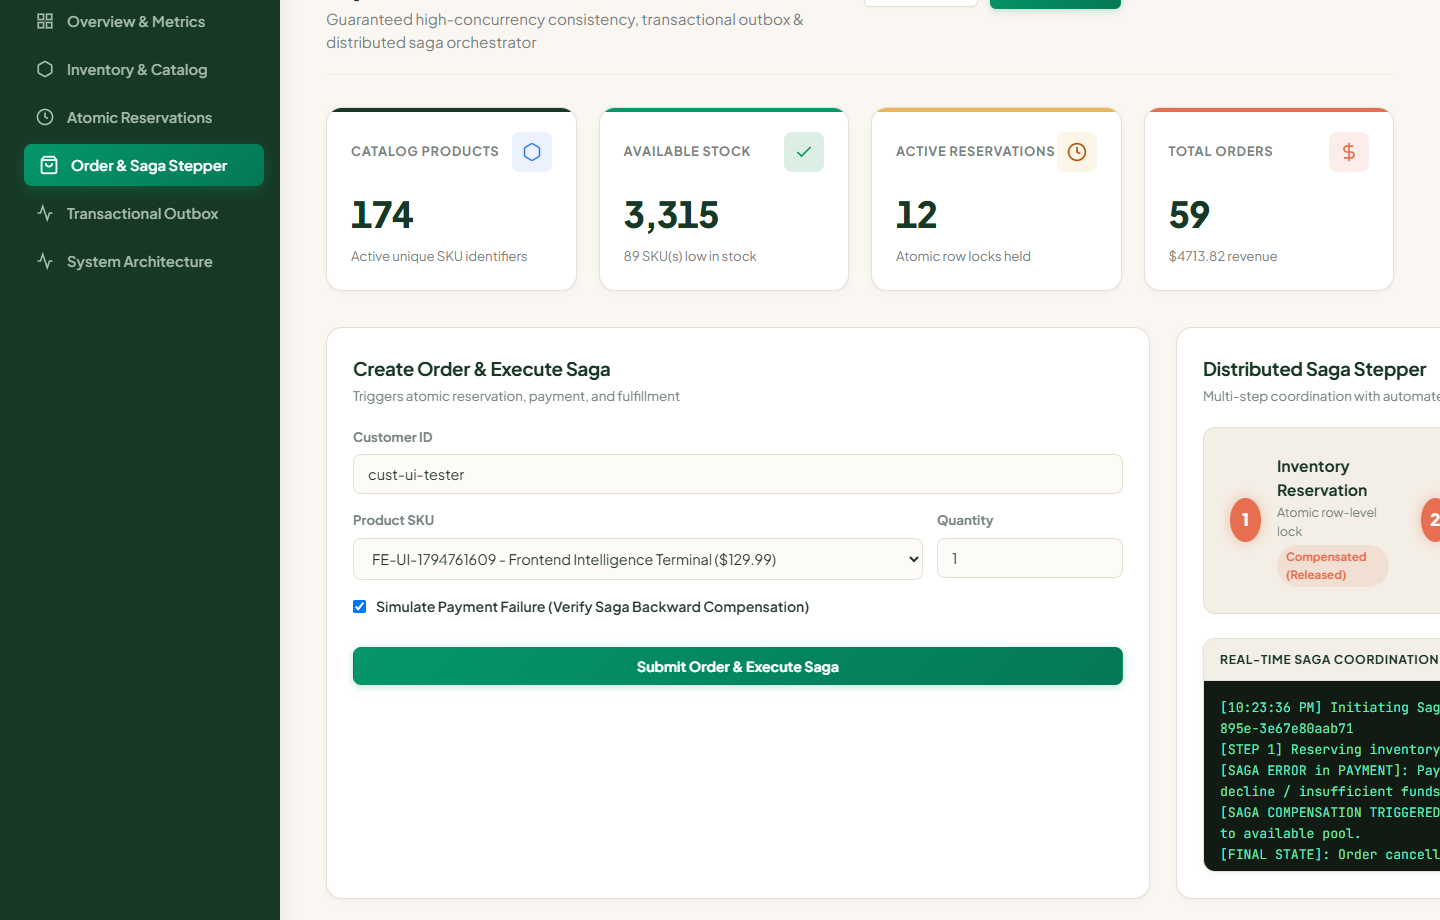 Overview & Metrics
Inventory & Catalog
Atomic Reservations
Order & Saga Stepper
Transactional Outbox
System Architecture
Guaranteed high-concurrency consistency, transactional outbox &
distributed saga orchestrator
CATALOG PRODUCTS
174
Active unique SKU identifiers
AVAILABLE STOCK
3,315
89 SKU(s) low in stock
ACTIVE RESERVATIONS
12
Atomic row locks held
TOTAL ORDERS
59
$4713.82 revenue
Create Order & Execute Saga
Triggers atomic reservation, payment, and fulfillment
Customer ID
cust-ui-tester
Product SKU
Quantity
FE-UI-1794761609 - Frontend Intelligence Terminal ($129.99)
1
Simulate Payment Failure (Verify Saga Backward Compensation)
Submit Order & Execute Saga
Distributed Saga Stepper
Multi-step coordination with automate
1
Inventory
Reservation
Atomic row-level
lock
Compensated
(Released)
2
REAL-TIME SAGA COORDINATION
[10:23:36 PM] Initiating Sag
895e-3e67e80aab71
[STEP 1] Reserving inventory
[SAGA ERROR in PAYMENT]: Pay
decline / insufficient funds
[SAGA COMPENSATION TRIGGERED
to available pool.
[FINAL STATE]: Order cancell